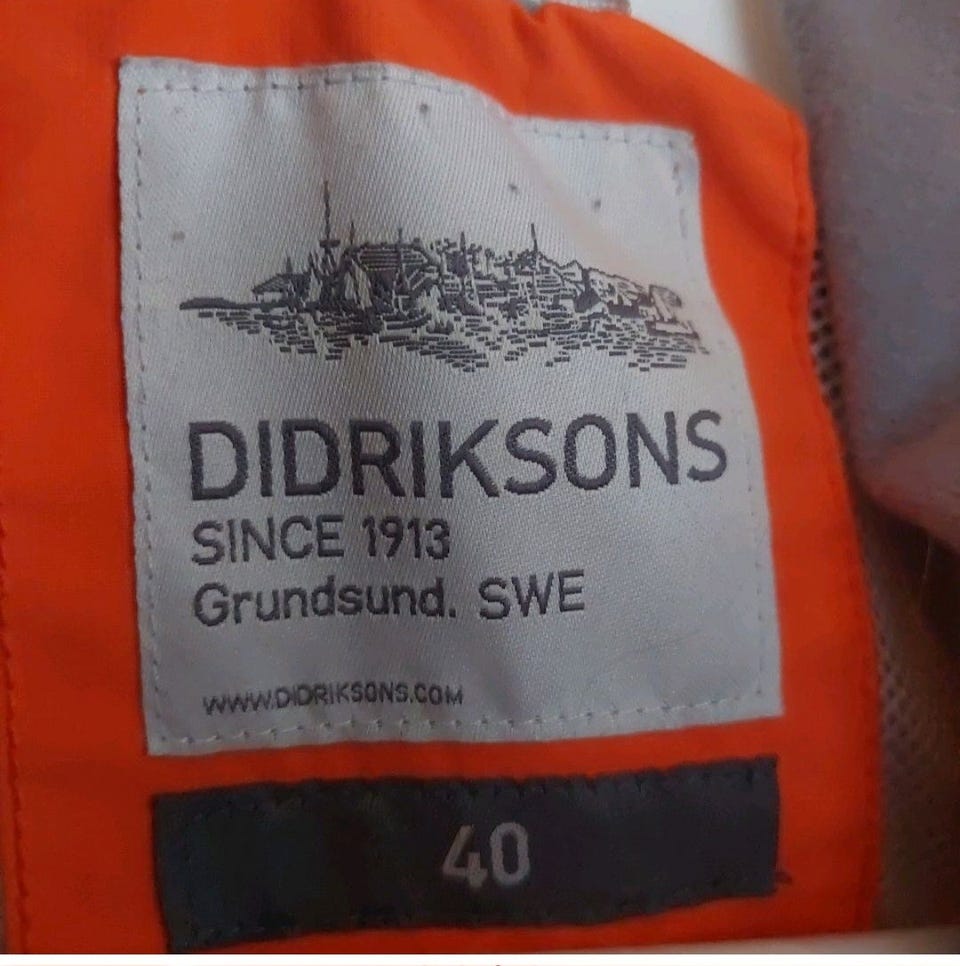 DIDRIKSONS
SINCE 1913
Grundsund. SWE
WWW.DIDRIKSONS.COM
40